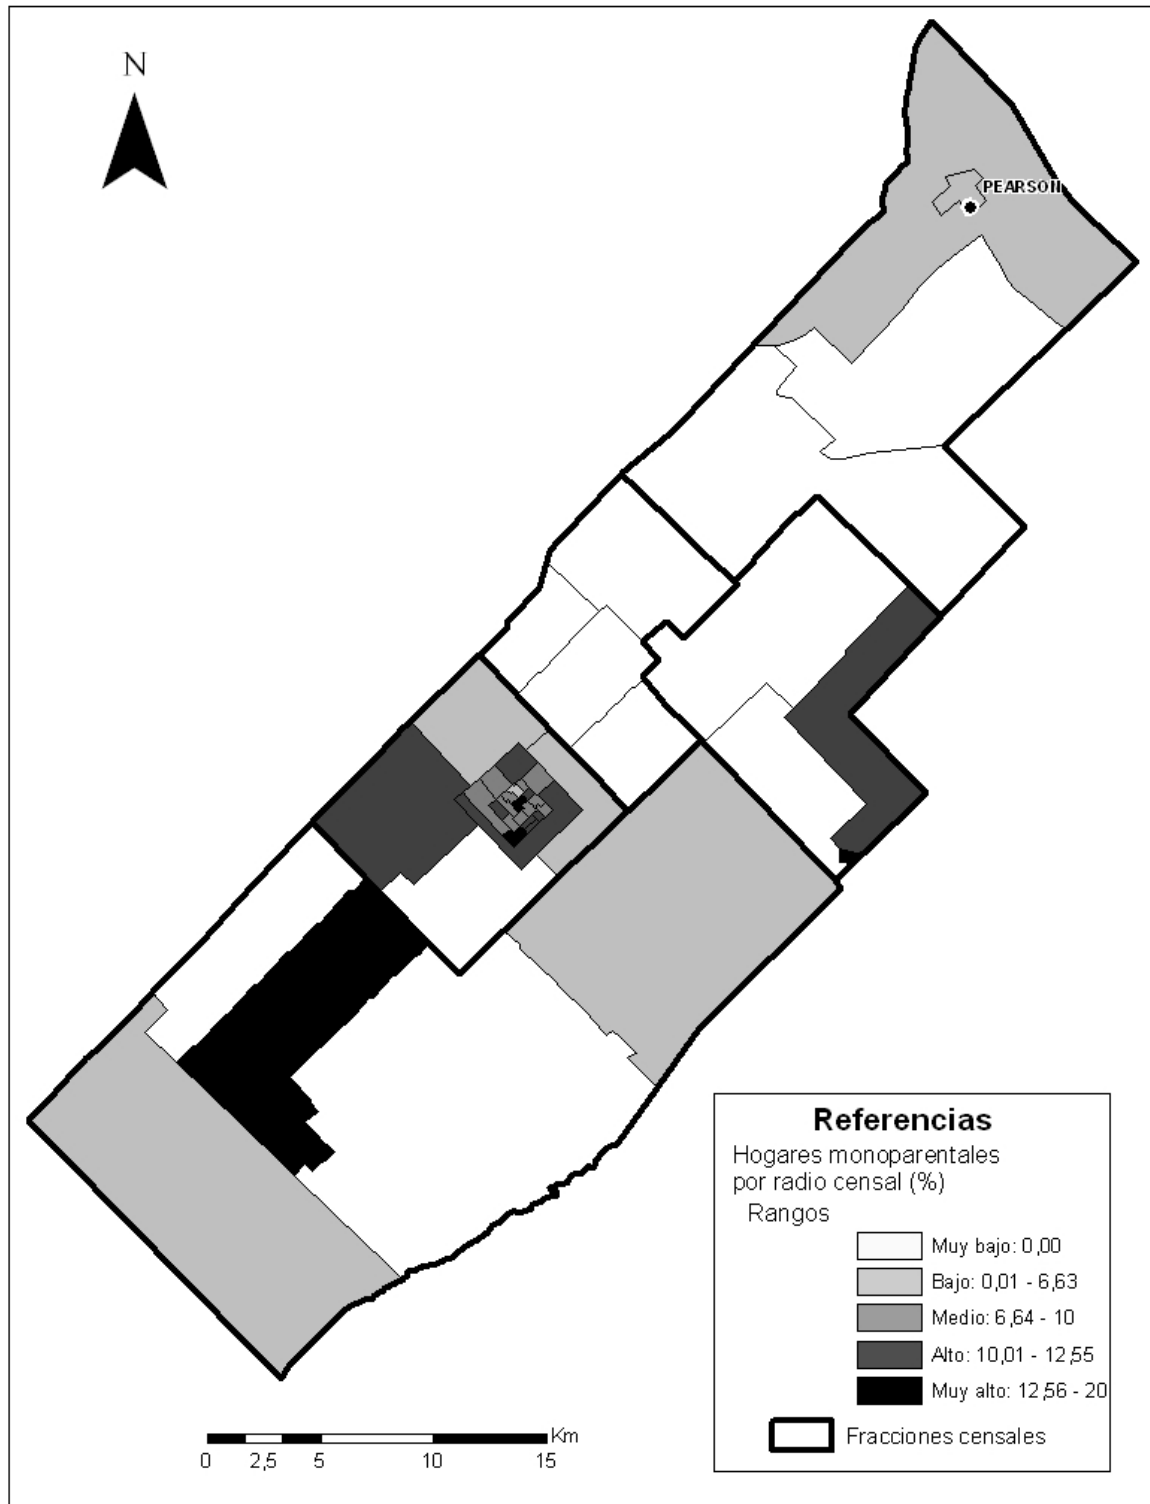 N
PEARSON
Referencias
Hogares monoparentales
por radio censal (%)
Rangos
Muy bajo: 0,00
Bajo: 0,01 - 6,63
Medio: 6,64 - 10
Alto: 10,01 - 12,55
Muy alto: 12,56 - 20
Fracciones censales
Km
0 2,5 5 10 15